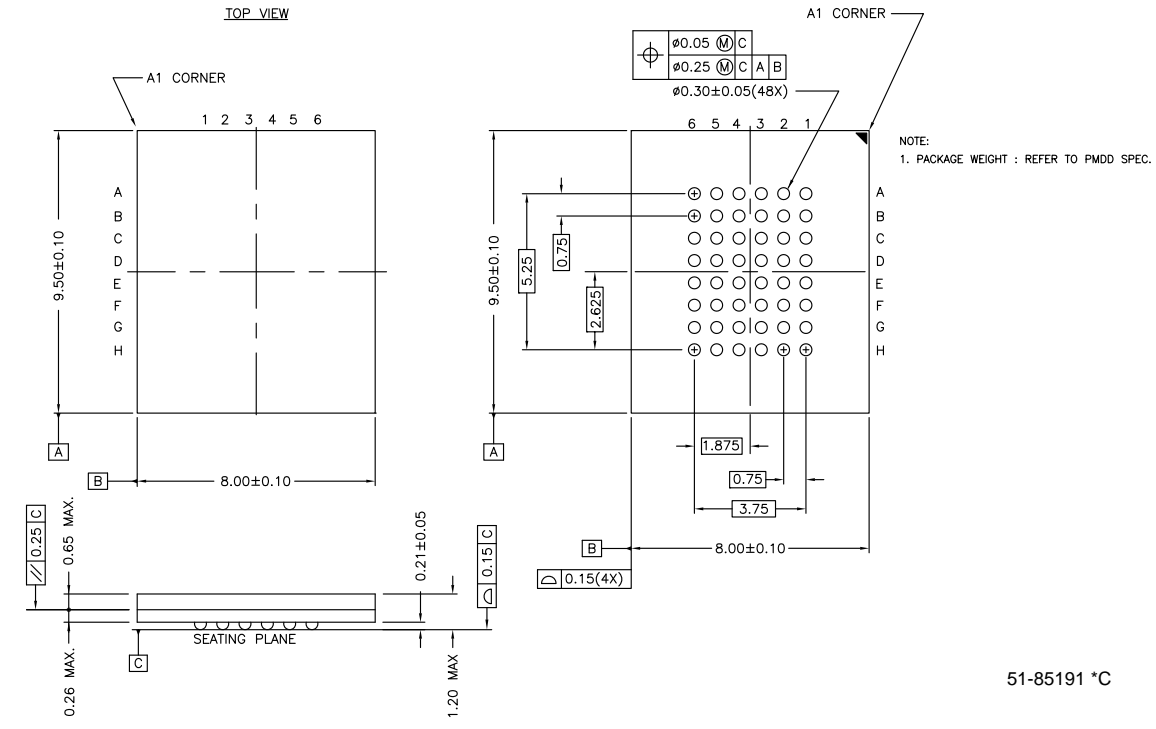 TOP VIEW
A1 CORNER
1 2 3 4 5 6
A
B
C
D
E
F
G
H
9.50±0.10
A
B
8.00±0.10
A1 CORNER
⌖ ø0.05 Ⓜ C
ø0.25 Ⓜ C A B
ø0.30±0.05(48X)
6 5 4 3 2 1
NOTE:
1. PACKAGE WEIGHT : REFER TO PMDD SPEC.
A
B
C
D
E
F
G
H
9.50±0.10
5.25
0.75
2.625
A
1.875
0.75
3.75
B
8.00±0.10
⌓ 0.15(4X)
// 0.25 C
0.65 MAX.
0.21±0.05
⌓ 0.15 C
SEATING PLANE
C
0.26 MAX.
1.20 MAX
51-85191 *C